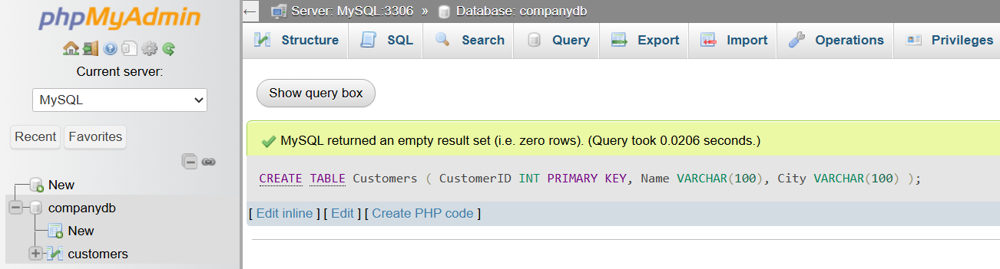 phpMyAdmin
Current server:
MySQL
Recent Favorites
New
companydb
New
customers
← Server: MySQL:3306 » Database: companydb
Structure SQL Search Query Export Import Operations Privileges
Show query box
MySQL returned an empty result set (i.e. zero rows). (Query took 0.0206 seconds.)
CREATE TABLE Customers ( CustomerID INT PRIMARY KEY, Name VARCHAR(100), City VARCHAR(100) );
[ Edit inline ] [ Edit ] [ Create PHP code ]